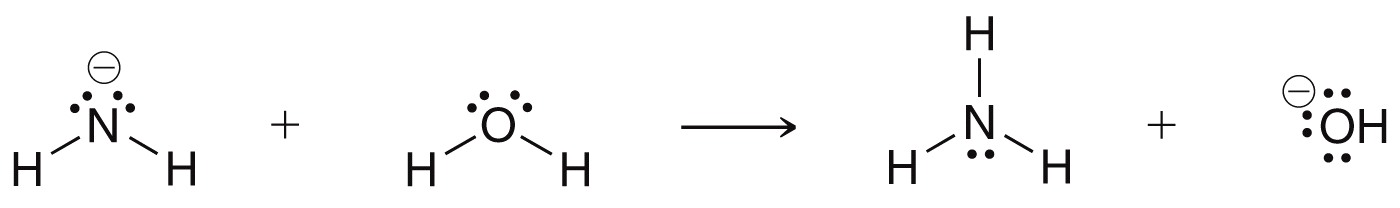 H N ⊖ H + H O H → H N H H + ⊖ OH